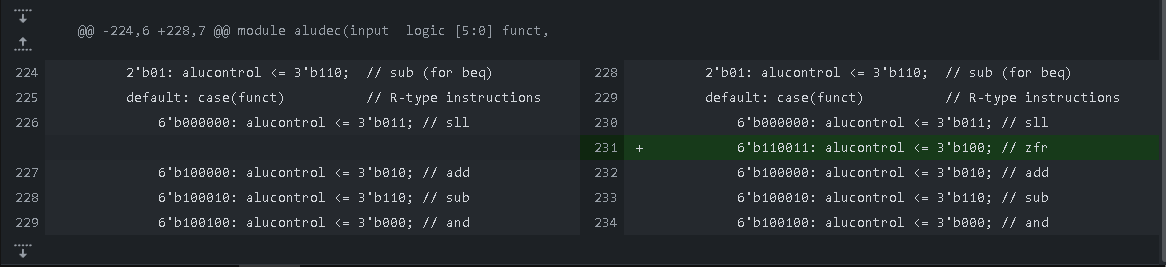 @@ -224,6 +228,7 @@ module aludec(input  logic [5:0] funct,
224 2'b01: alucontrol <= 3'b110;  // sub (for beq)
225 default: case(funct)          // R-type instructions
226 6'b000000: alucontrol <= 3'b011; // sll
227 6'b100000: alucontrol <= 3'b010; // add
228 6'b100010: alucontrol <= 3'b110; // sub
229 6'b100100: alucontrol <= 3'b000; // and
228 2'b01: alucontrol <= 3'b110;  // sub (for beq)
229 default: case(funct)          // R-type instructions
230 6'b000000: alucontrol <= 3'b011; // sll
231 + 6'b110011: alucontrol <= 3'b100; // zfr
232 6'b100000: alucontrol <= 3'b010; // add
233 6'b100010: alucontrol <= 3'b110; // sub
234 6'b100100: alucontrol <= 3'b000; // and